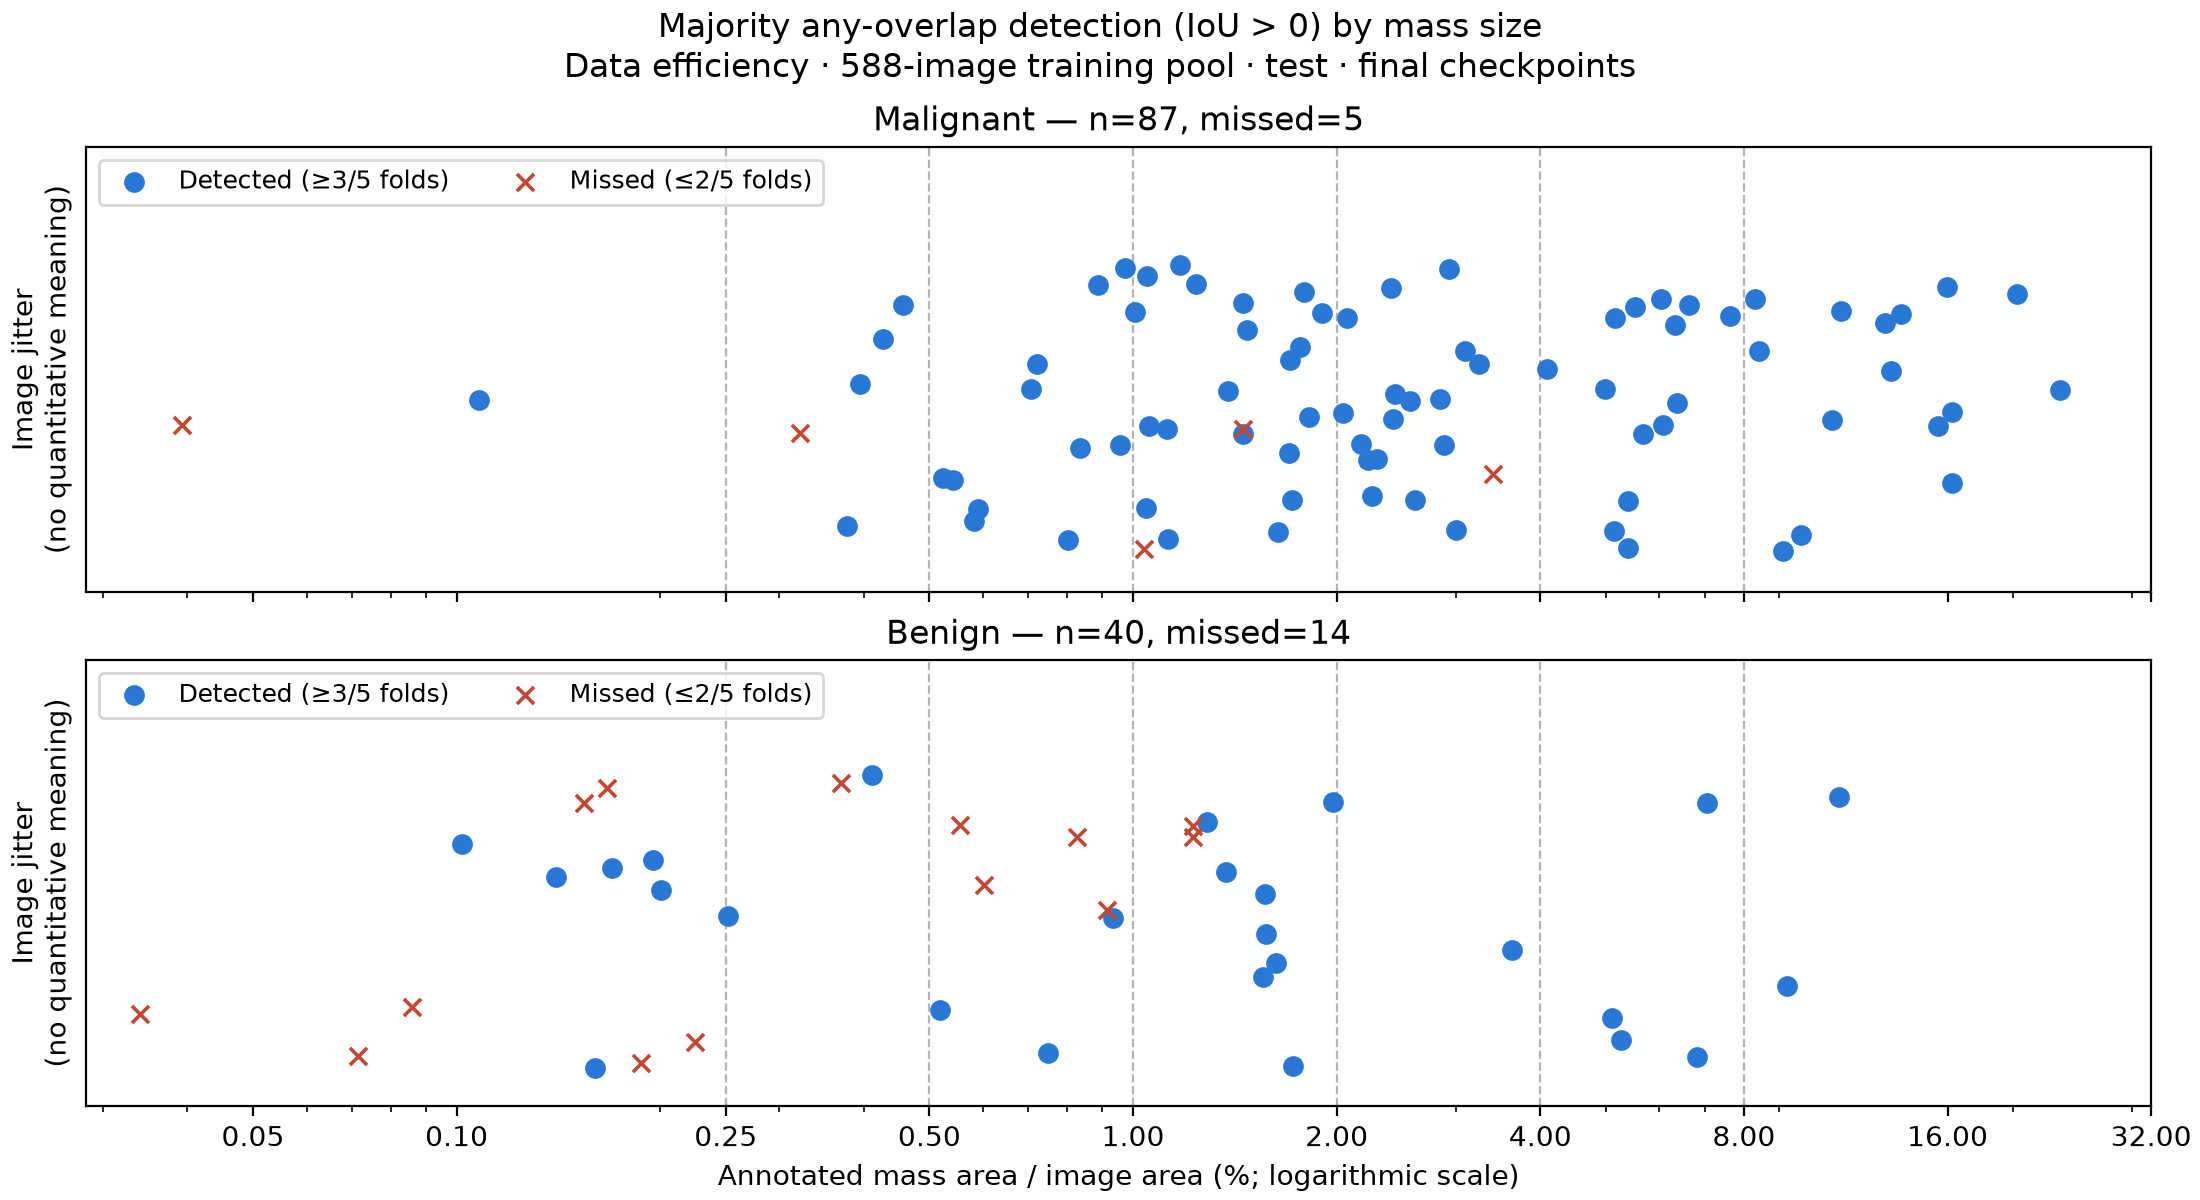 Majority any-overlap detection (IoU > 0) by mass size
Data efficiency · 588-image training pool · test · final checkpoints
Malignant — n=87, missed=5
Detected (≥3/5 folds)
Missed (≤2/5 folds)
Image jitter
(no quantitative meaning)
Benign — n=40, missed=14
Detected (≥3/5 folds)
Missed (≤2/5 folds)
Image jitter
(no quantitative meaning)
0.05 0.10 0.25 0.50 1.00 2.00 4.00 8.00 16.00 32.00
Annotated mass area / image area (%; logarithmic scale)